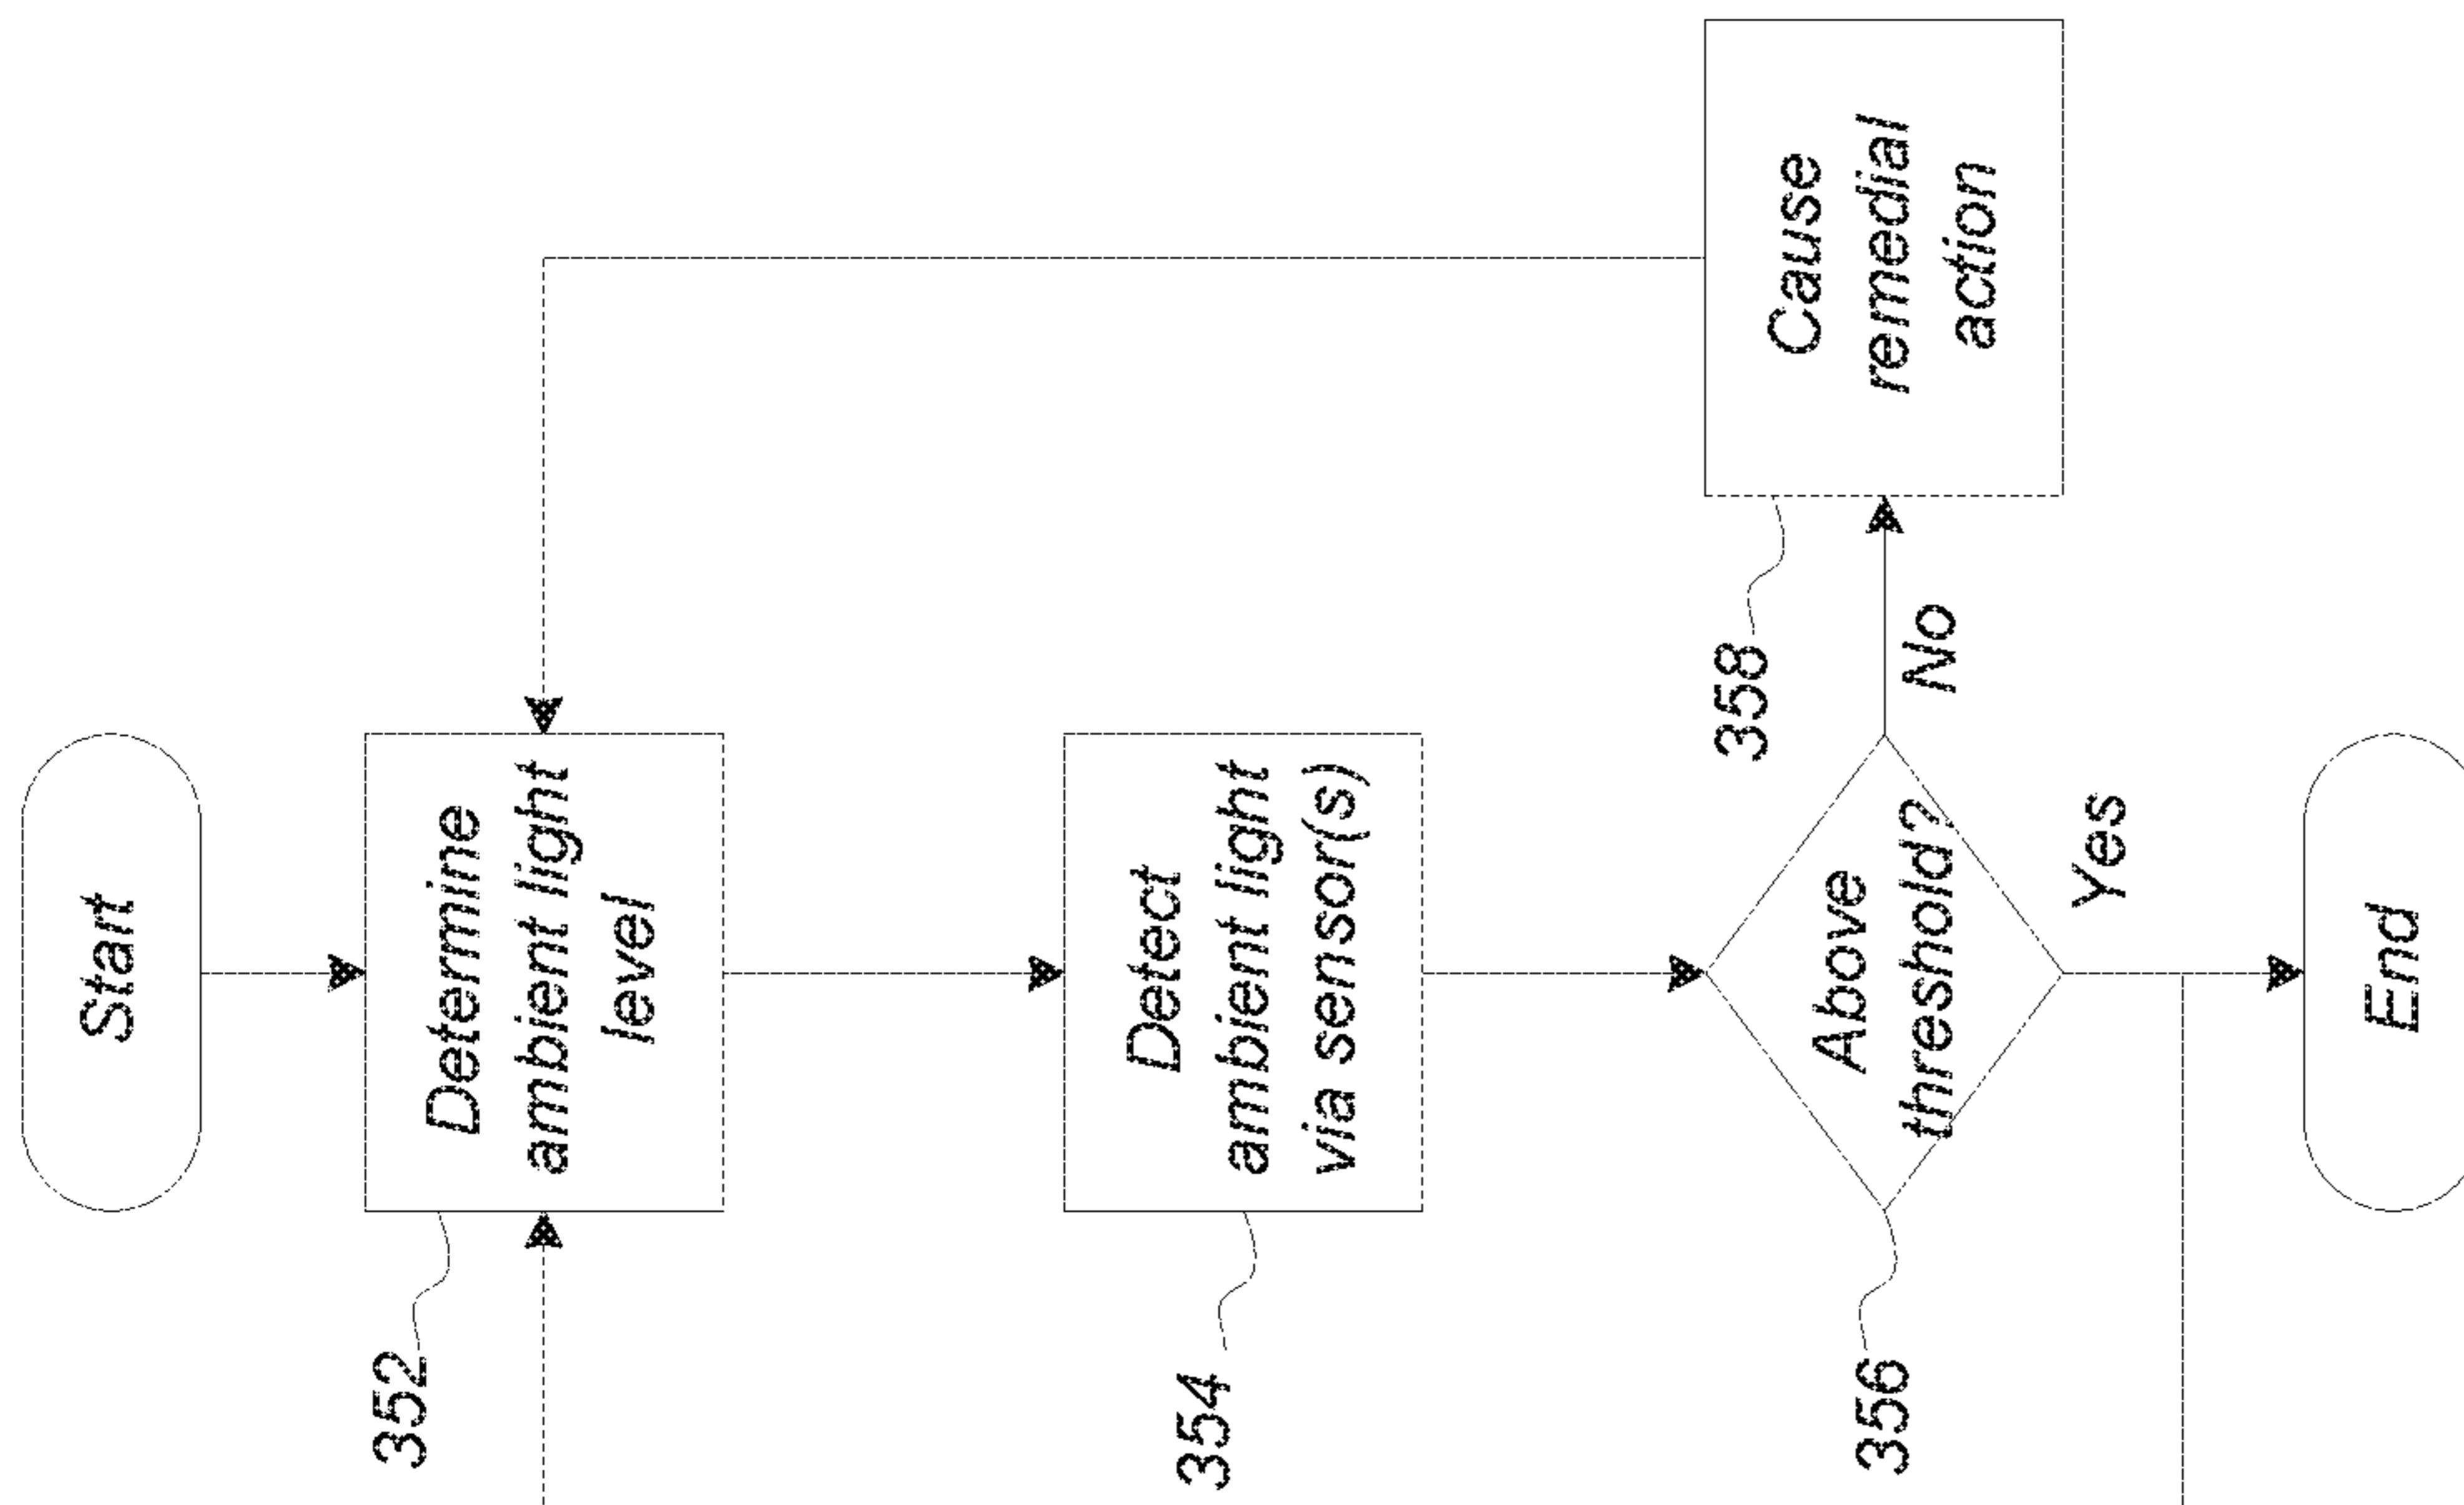 Start
352
Determine
ambient light
level
354
Detect
ambient light
via sensor(s)
356
Above
threshold?
No
Yes
358
Cause
remedial
action
End